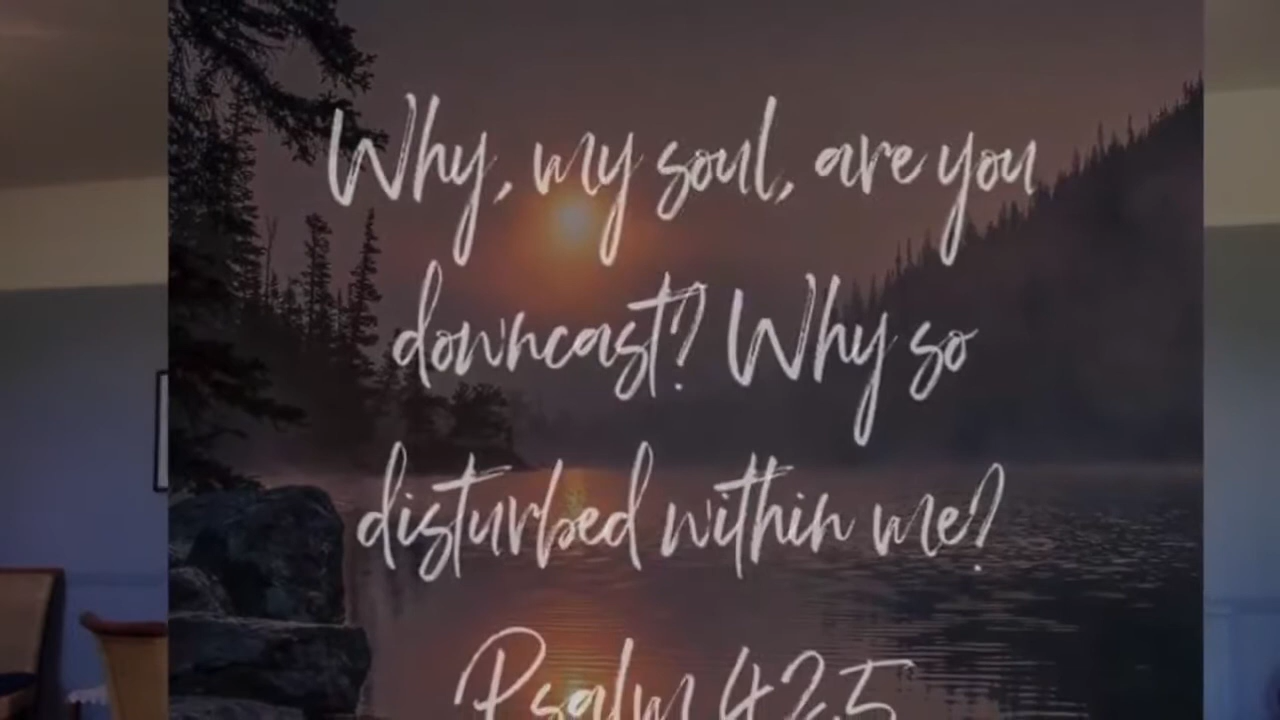 Why, my soul, are you
downcast? Why so
disturbed within me?
Psalm 42:5